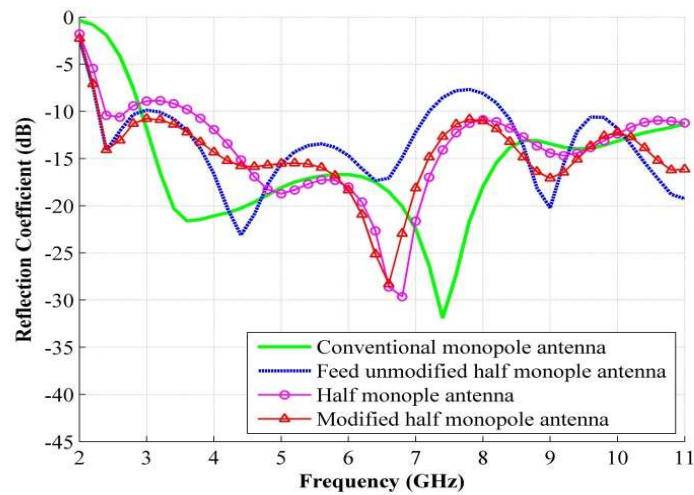 0
-5
-10
-15
-20
-25
-30
-35
-40
-45
Reflection Coefficient (dB)
Conventional monopole antenna
Feed unmodified half monople antenna
Half monople antenna
Modified half monopole antenna
2 3 4 5 6 7 8 9 10 11
Frequency (GHz)